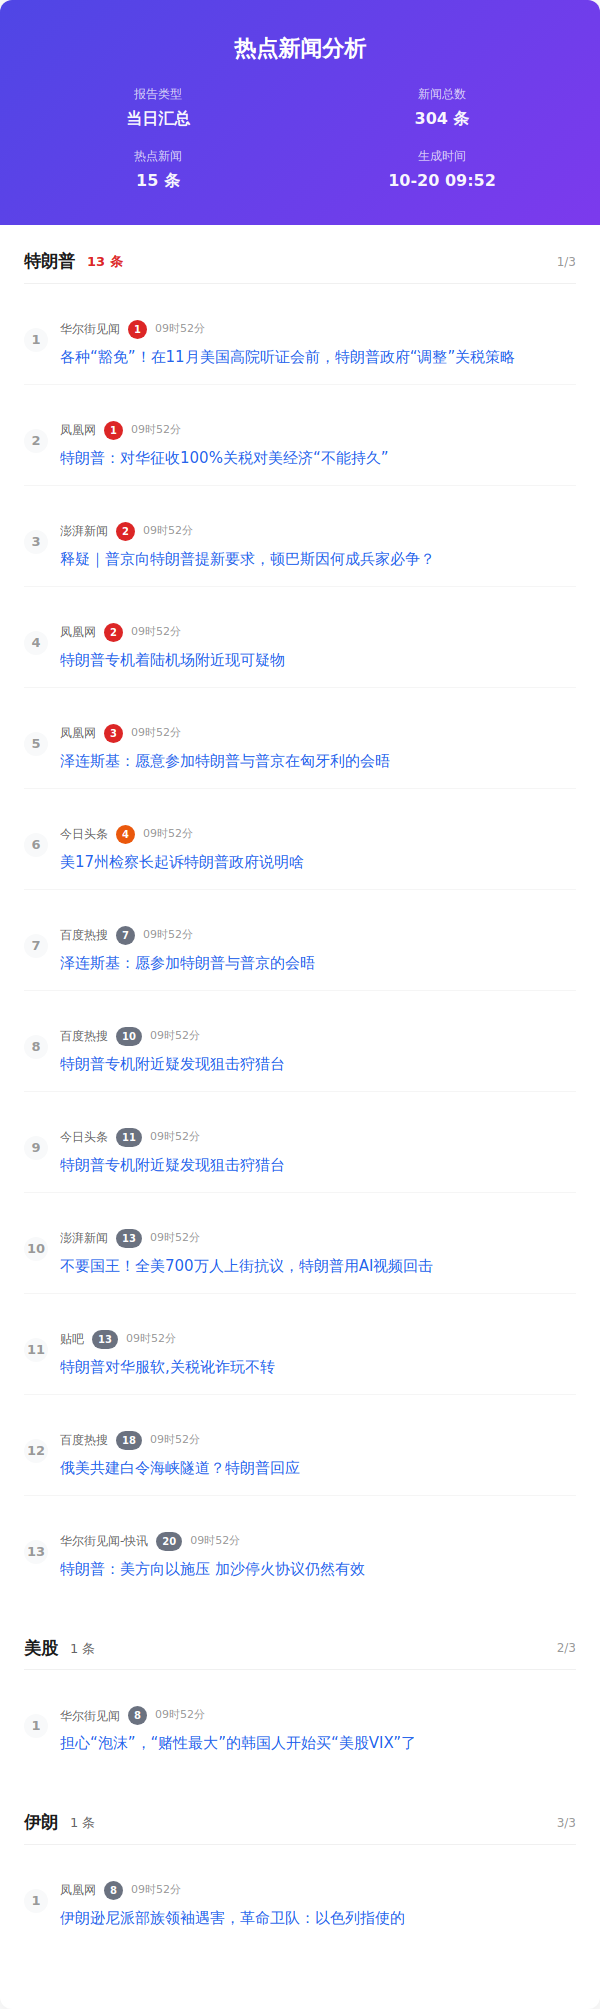 热点新闻分析
报告类型
新闻总数
当日汇总
304 条
热点新闻
生成时间
15 条
10-20 09:52
特朗普 13 条 1/3
1 华尔街见闻 1 09时52分
各种“豁免”！在11月美国高院听证会前，特朗普政府“调整”关税策略
2 凤凰网 1 09时52分
特朗普：对华征收100%关税对美经济“不能持久”
3 澎湃新闻 2 09时52分
释疑｜普京向特朗普提新要求，顿巴斯因何成兵家必争？
4 凤凰网 2 09时52分
特朗普专机着陆机场附近现可疑物
5 凤凰网 3 09时52分
泽连斯基：愿意参加特朗普与普京在匈牙利的会晤
6 今日头条 4 09时52分
美17州检察长起诉特朗普政府说明啥
7 百度热搜 7 09时52分
泽连斯基：愿参加特朗普与普京的会晤
8 百度热搜 10 09时52分
特朗普专机附近疑发现狙击狩猎台
9 今日头条 11 09时52分
特朗普专机附近疑发现狙击狩猎台
10 澎湃新闻 13 09时52分
不要国王！全美700万人上街抗议，特朗普用AI视频回击
11 贴吧 13 09时52分
特朗普对华服软,关税讹诈玩不转
12 百度热搜 18 09时52分
俄美共建白令海峡隧道？特朗普回应
13 华尔街见闻-快讯 20 09时52分
特朗普：美方向以施压 加沙停火协议仍然有效
美股 1 条 2/3
1 华尔街见闻 8 09时52分
担心“泡沫”，“赌性最大”的韩国人开始买“美股VIX”了
伊朗 1 条 3/3
1 凤凰网 8 09时52分
伊朗逊尼派部族领袖遇害，革命卫队：以色列指使的